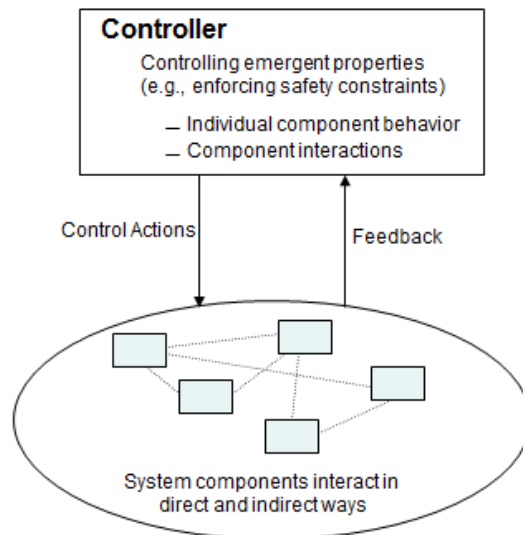 Controller
Controlling emergent properties
(e.g., enforcing safety constraints)
– Individual component behavior
– Component interactions
Control Actions
Feedback
System components interact in
direct and indirect ways